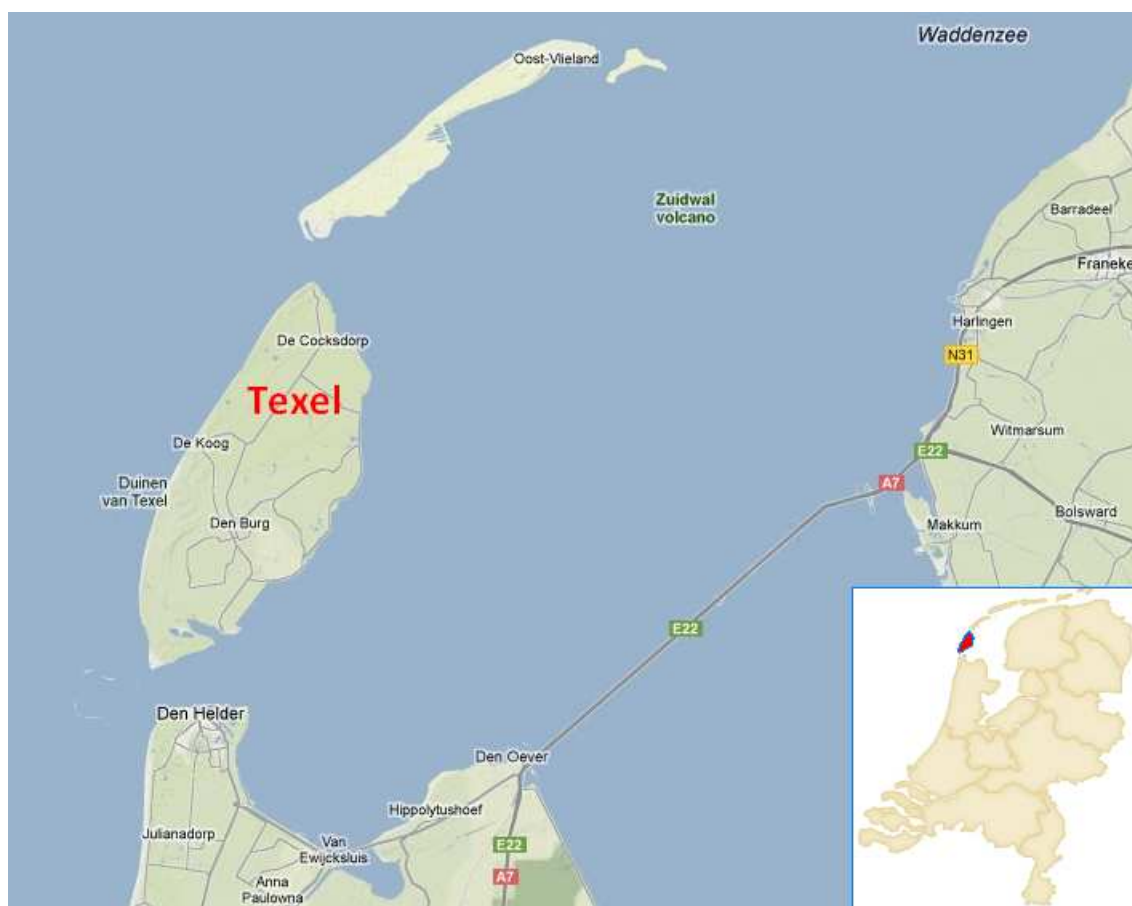 Waddenzee
Oost-Vlieland
Zuidwal
volcano
Barradeel
Franeke
Harlingen
De Cocksdorp
N31
Texel
De Koog
Witmarsum
E22
Duinen
van Texel
A7
Bolsward
Den Burg
Makkum
E22
Den Helder
Den Oever
Hippolytushoef
Julianadorp
Van
Ewijcksluis
E22
A7
Anna
Paulowna